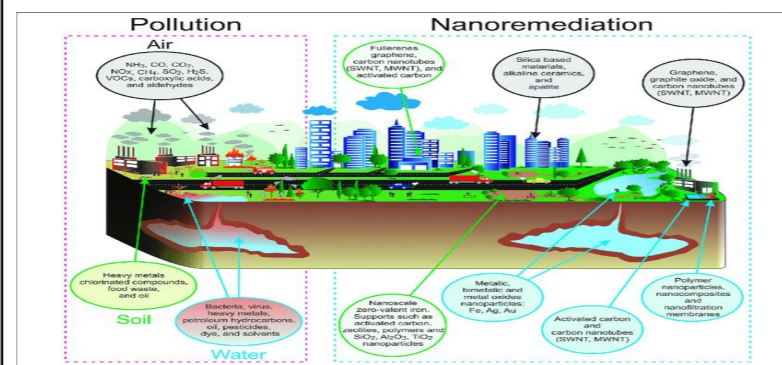 Pollution
Nanoremediation
Air
NH₃, CO, CO₂,
NOx, CH₄, SO₂, H₂S,
VOCs, carboxylic acids,
and aldehydes
Fullerenes
graphene,
carbon nanotubes
(SWNT, MWNT), and
activated carbon
Silica based
materials,
alkaline ceramics,
and
apatite
Graphene,
graphite oxide, and
carbon nanotubes
(SWNT, MWNT)
Heavy metals
chlorinated compounds,
food waste,
and oil
Soil
Bacteria, virus,
heavy metals,
petroleum hydrocarbons,
oil, pesticides,
dye, and solvents
Water
Nanoscale
zero-valent iron.
Supports such as
activated carbon,
zeolites, polymers and
SiO₂, Al₂O₃, TiO₂
nanoparticles
Metallic,
bimetallic and
metal oxides
nanoparticles:
Fe, Ag, Au
Activated carbon
and
carbon nanotubes
(SWNT, MWNT)
Polymer
nanoparticles,
nanocomposites
and
nanofiltration
membranes